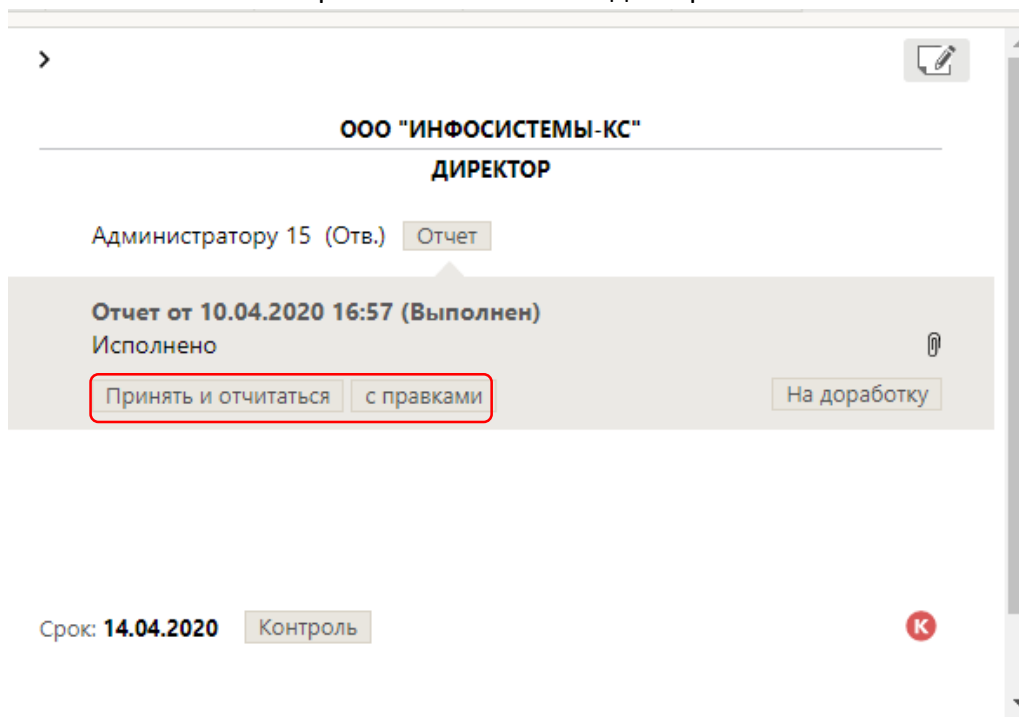 ООО "ИНФОСИСТЕМЫ-КС"
ДИРЕКТОР
Администратору 15 (Отв.) Отчет
Отчет от 10.04.2020 16:57 (Выполнен)
Исполнено
Принять и отчитаться с правками На доработку
Срок: 14.04.2020 Контроль К